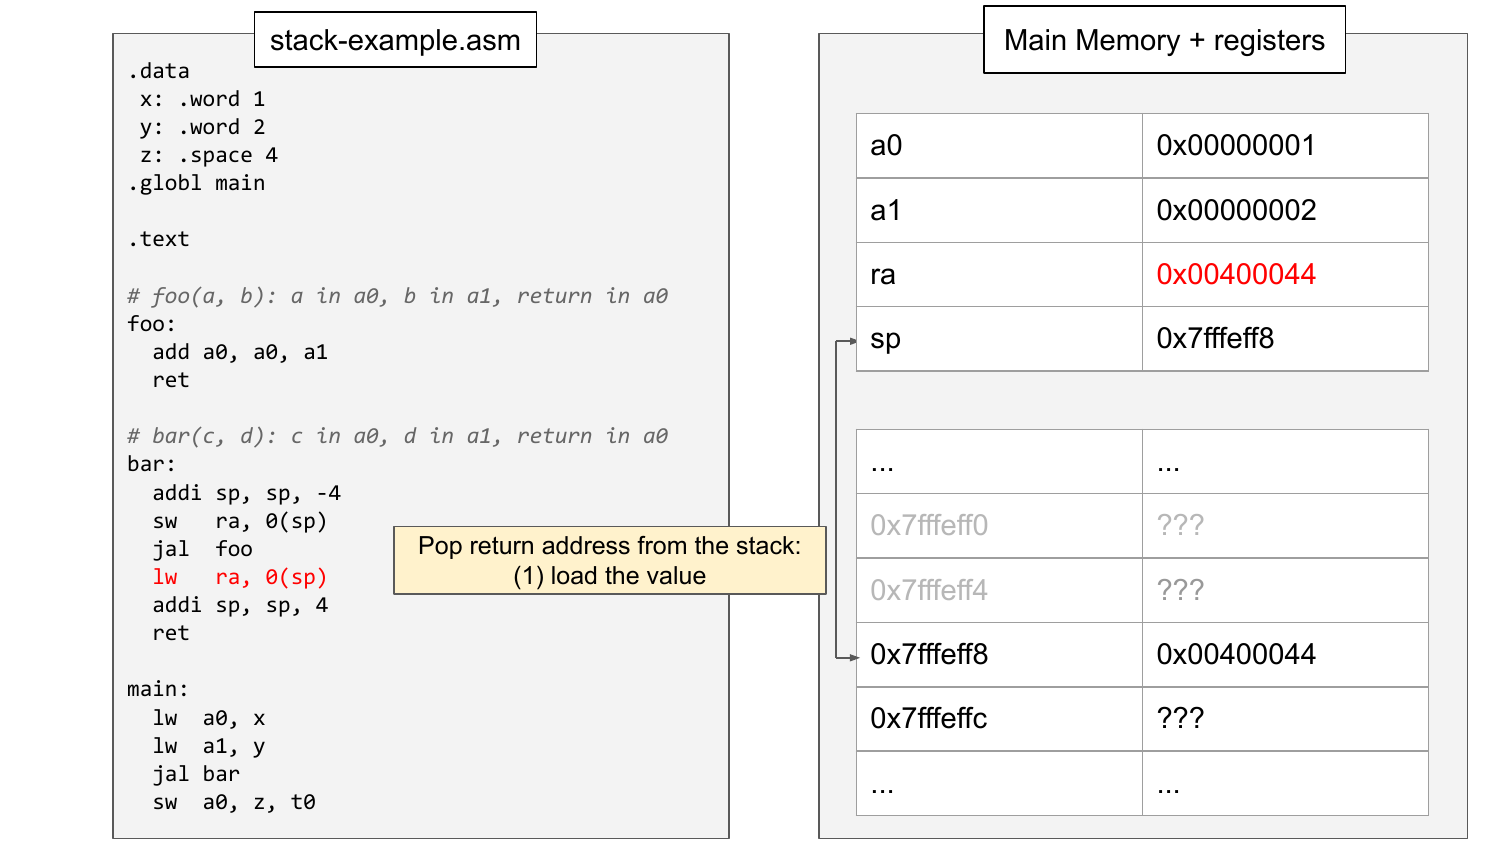 stack-example.asm
.data
 x: .word 1
 y: .word 2
 z: .space 4
.globl main

.text

# foo(a, b): a in a0, b in a1, return in a0
foo:
  add a0, a0, a1
  ret

# bar(c, d): c in a0, d in a1, return in a0
bar:
  addi sp, sp, -4
  sw   ra, 0(sp)
  jal  foo
  lw   ra, 0(sp)
  addi sp, sp, 4
  ret

main:
  lw  a0, x
  lw  a1, y
  jal bar
  sw  a0, z, t0
Pop return address from the stack:
(1) load the value
Main Memory + registers
a0 0x00000001
a1 0x00000002
ra 0x00400044
sp 0x7fffeff8
... ...
0x7fffeff0 ???
0x7fffeff4 ???
0x7fffeff8 0x00400044
0x7fffeffc ???
... ...